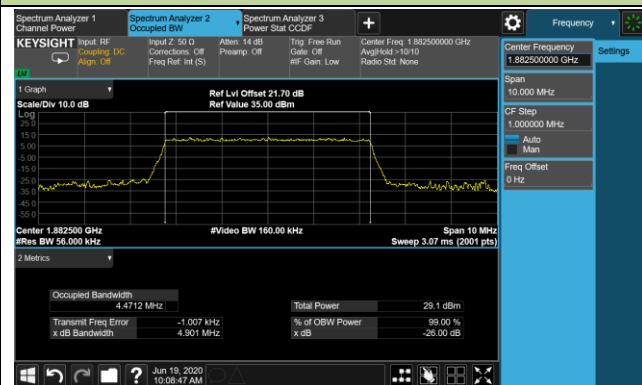 Spectrum Analyzer 1
Channel Power
Spectrum Analyzer 2
Occupied BW
Spectrum Analyzer 3
Power Stat CCDF
Frequency
KEYSIGHT
Input: RF
Coupling: DC
Align: Off
Input Z: 50 Ω
Corrections: Off
Freq Ref: Int (S)
Atten: 14 dB
Preamp: Off
Trig: Free Run
Gate: Off
#IF Gain: Low
Center Freq: 1.882500000 GHz
Avg|Hold:>10/10
Radio Std: None
Center Frequency
1.882500000 GHz
Settings
Span
10.000 MHz
CF Step
1.000000 MHz
Auto
Man
Freq Offset
0 Hz
1 Graph
Scale/Div 10.0 dB
Ref Lvl Offset 21.70 dB
Ref Value 35.00 dBm
Log
25.0
15.0
5.00
-5.00
-15.0
-25.0
-35.0
-45.0
-55.0
Center 1.882500 GHz
#Res BW 56.000 kHz
#Video BW 160.00 kHz
Span 10 MHz
Sweep 3.07 ms (2001 pts)
2 Metrics
Occupied Bandwidth
4.4712 MHz
Total Power 29.1 dBm
Transmit Freq Error -1.007 kHz
% of OBW Power 99.00 %
x dB Bandwidth 4.901 MHz
x dB -26.00 dB
Jun 19, 2020
10:08:47 AM